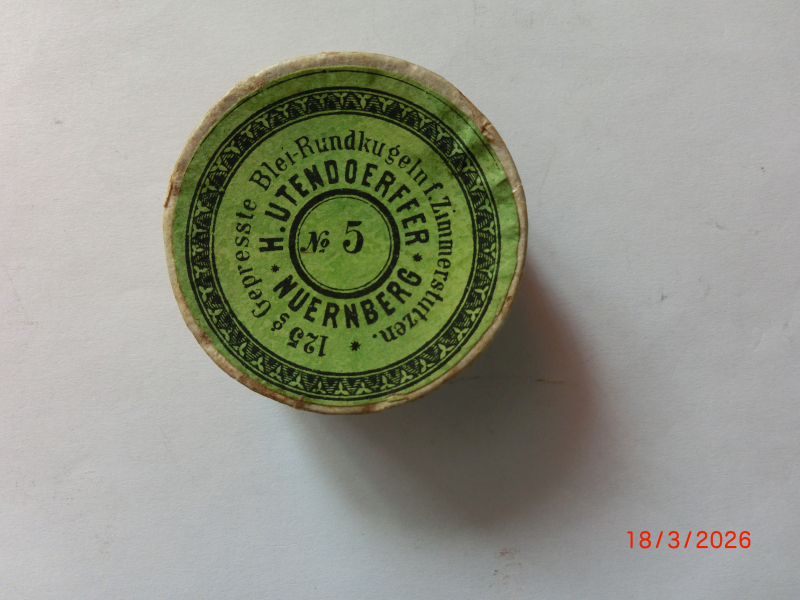 125 g Gepresste Blei-Rundkugeln f. Zimmerstutzen.
H. UTENDOERFFER
* NUERNBERG *
№ 5
*
18/3/2026